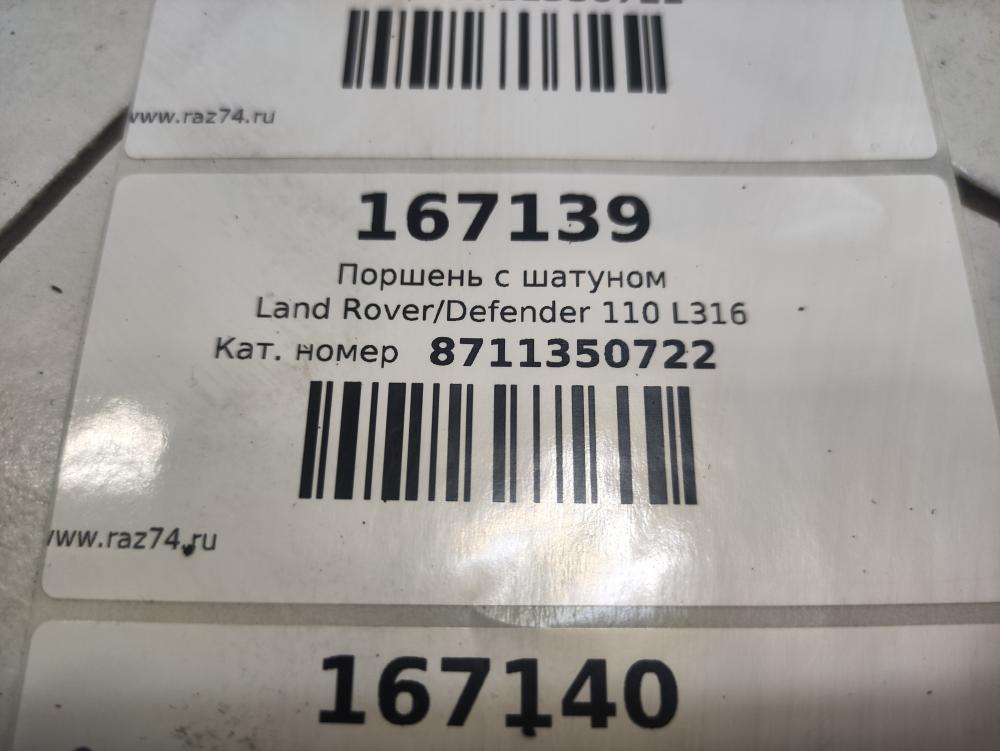 www.raz74.ru
167139
Поршень с шатуном
Land Rover/Defender 110 L316
Кат. номер 8711350722
www.raz74.ru
167140